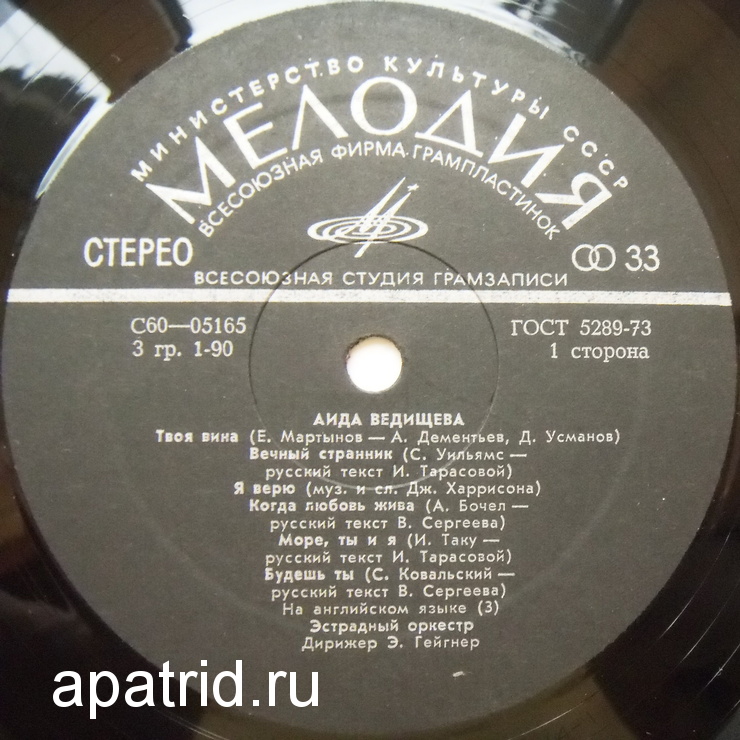 МИНИСТЕРСТВО КУЛЬТУРЫ СССР
МЕЛОДИЯ
ВСЕСОЮЗНАЯ ФИРМА ГРАМПЛАСТИНОК
СТЕРЕО
33
ВСЕСОЮЗНАЯ СТУДИЯ ГРАМЗАПИСИ
С60—05165
ГОСТ 5289-73
3 гр. 1-90
1 сторона
АИДА ВЕДИЩЕВА
Твоя вина (Е. Мартынов — А. Дементьев, Д. Усманов)
Вечный странник (С. Уильямс —
русский текст И. Тарасовой)
Я верю (муз. и сл. Дж. Харрисона)
Когда любовь жива (А. Бочел —
русский текст В. Сергеева)
Море, ты и я (И. Таку —
русский текст И. Тарасовой)
Будешь ты (С. Ковальский —
русский текст В. Сергеева)
На английском языке (3)
Эстрадный оркестр
Дирижер Э. Гейгнер
apatrid.ru